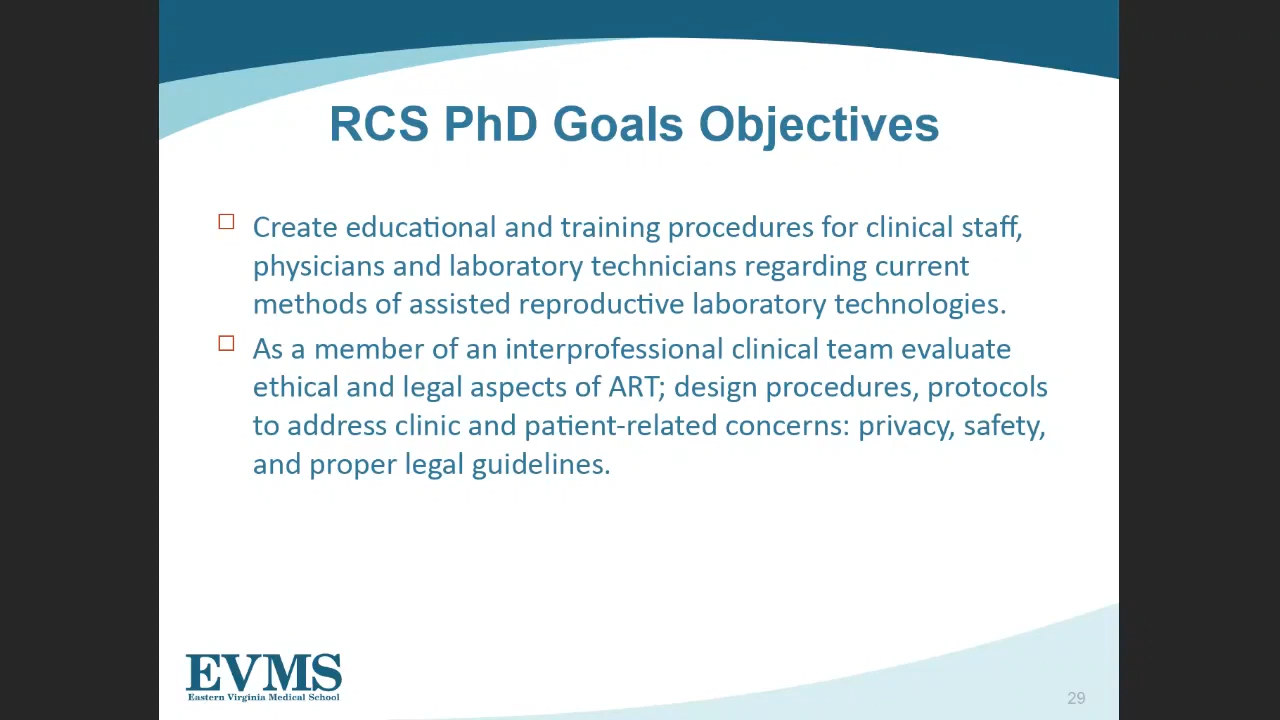 RCS PhD Goals Objectives
Create educational and training procedures for clinical staff,
physicians and laboratory technicians regarding current
methods of assisted reproductive laboratory technologies.
As a member of an interprofessional clinical team evaluate
ethical and legal aspects of ART; design procedures, protocols
to address clinic and patient-related concerns: privacy, safety,
and proper legal guidelines.
EVMS
Eastern Virginia Medical School
29